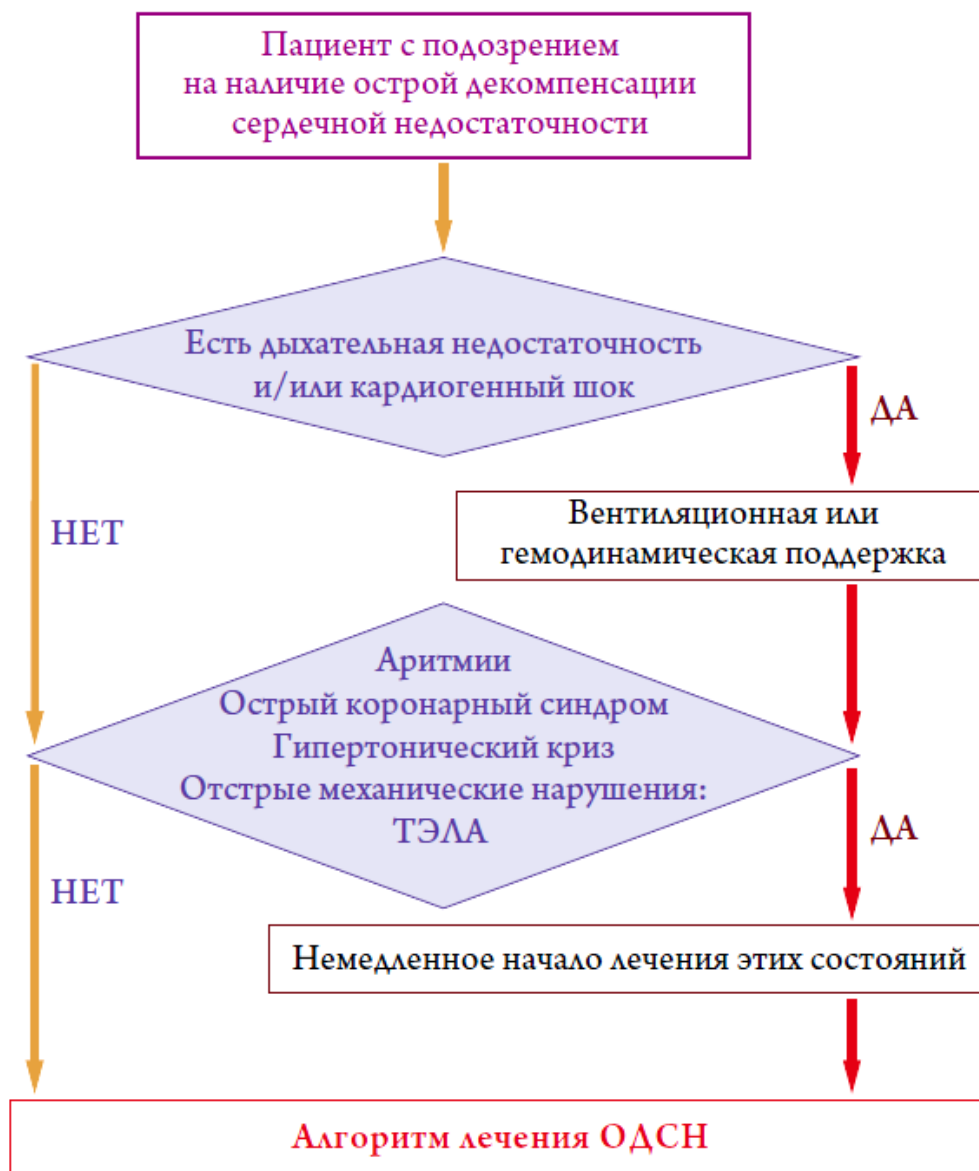 Пациент с подозрением
на наличие острой декомпенсации
сердечной недостаточности
Есть дыхательная недостаточность
и/или кардиогенный шок
ДА
НЕТ
Вентиляционная или
гемодинамическая поддержка
Аритмии
Острый коронарный синдром
Гипертонический криз
Отстрые механические нарушения:
ТЭЛА
ДА
НЕТ
Немедленное начало лечения этих состояний
Алгоритм лечения ОДСН